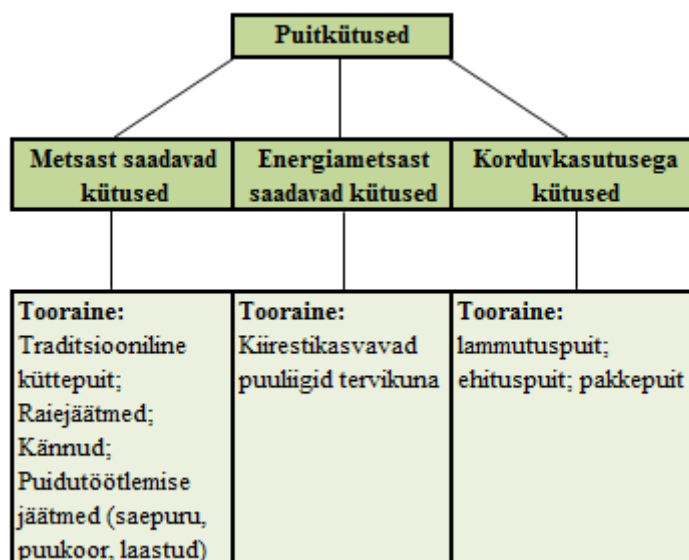 Puitkütused
Metsast saadavad
kütused
Energiametsast
saadavad kütused
Korduvkasutusega
kütused
Tooraine:
Traditsiooniline
küttepuit;
Raiejäätmed;
Kännud;
Puidutöötlemise
jäätmed (saepuru,
puukoor, laastud)
Tooraine:
Kiirestikasvavad
puuliigid tervikuna
Tooraine:
lammutuspuit;
ehituspuit; pakkepuit